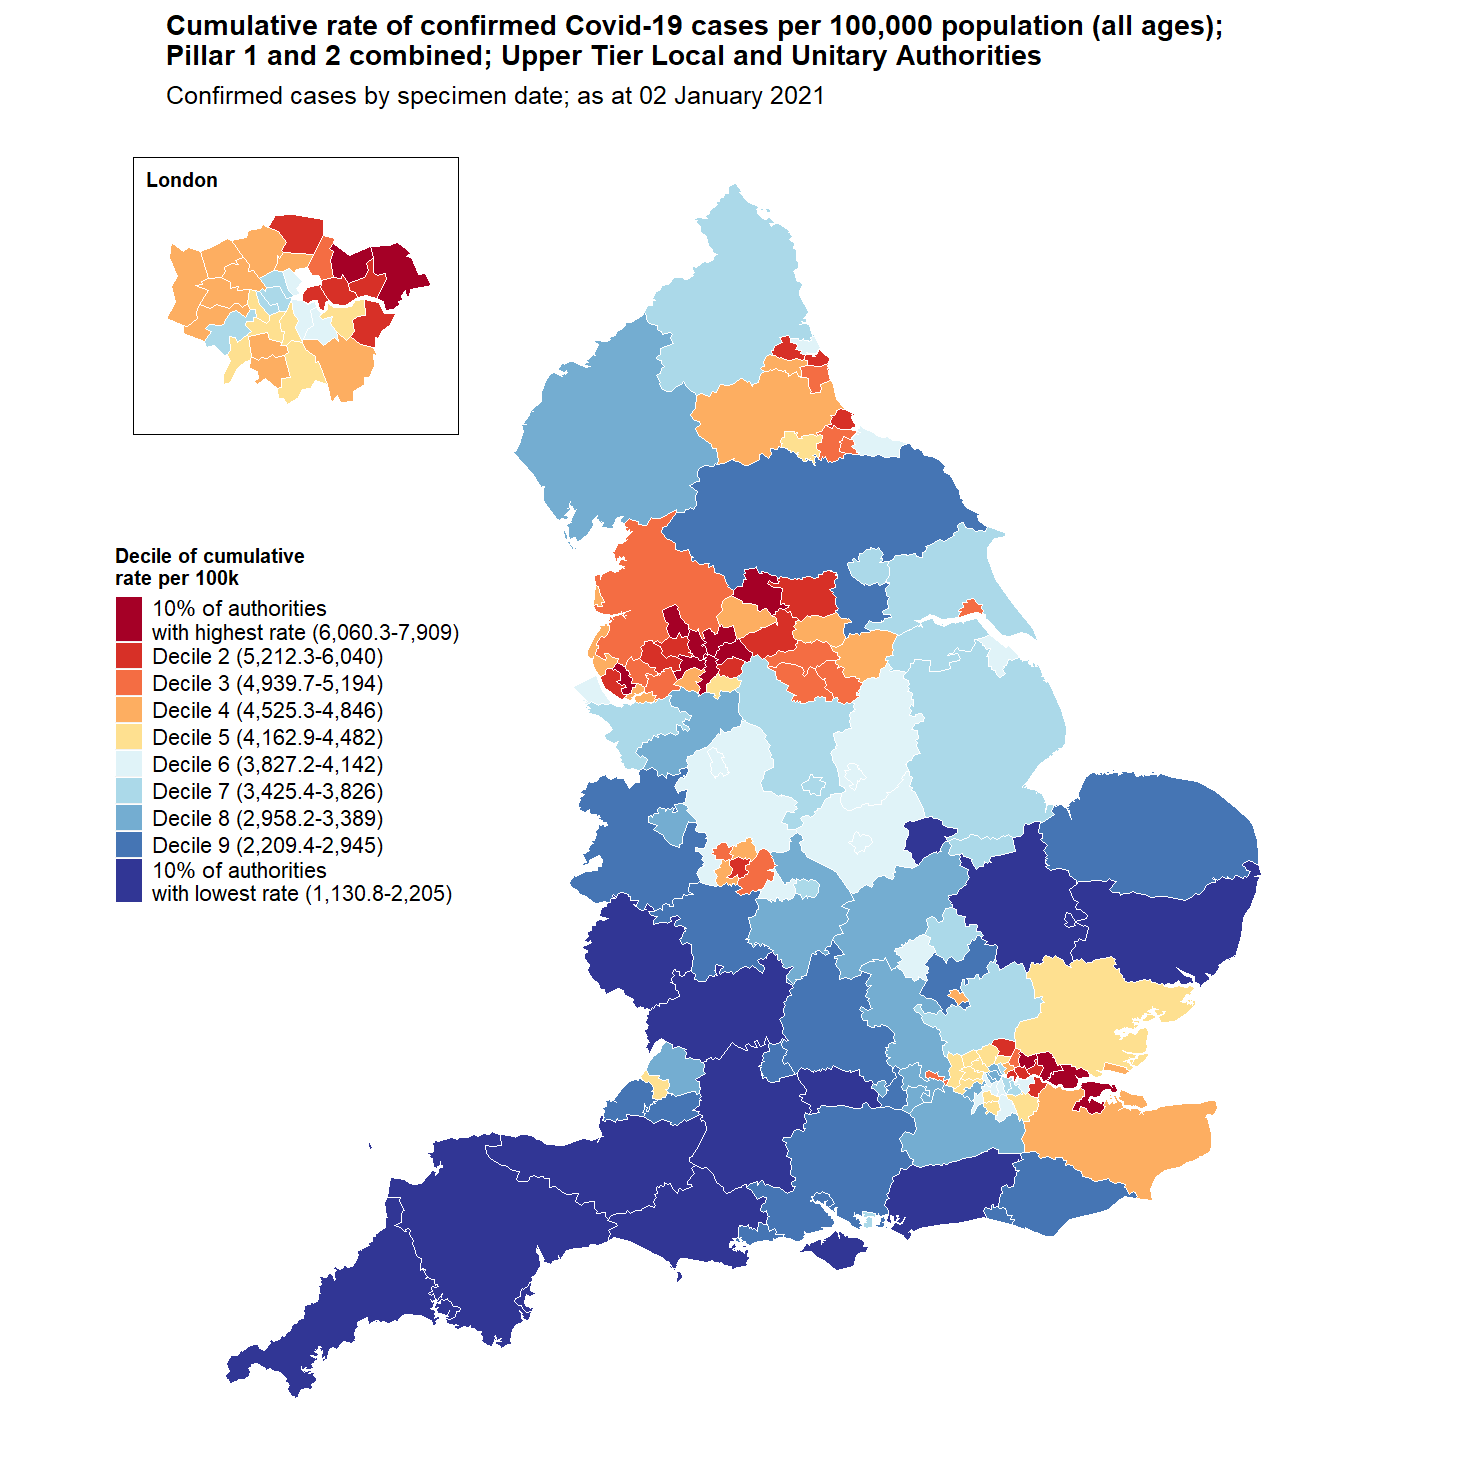 Cumulative rate of confirmed Covid-19 cases per 100,000 population (all ages);
Pillar 1 and 2 combined; Upper Tier Local and Unitary Authorities
Confirmed cases by specimen date; as at 02 January 2021
London
Decile of cumulative
rate per 100k
10% of authorities
with highest rate (6,060.3-7,909)
Decile 2 (5,212.3-6,040)
Decile 3 (4,939.7-5,194)
Decile 4 (4,525.3-4,846)
Decile 5 (4,162.9-4,482)
Decile 6 (3,827.2-4,142)
Decile 7 (3,425.4-3,826)
Decile 8 (2,958.2-3,389)
Decile 9 (2,209.4-2,945)
10% of authorities
with lowest rate (1,130.8-2,205)